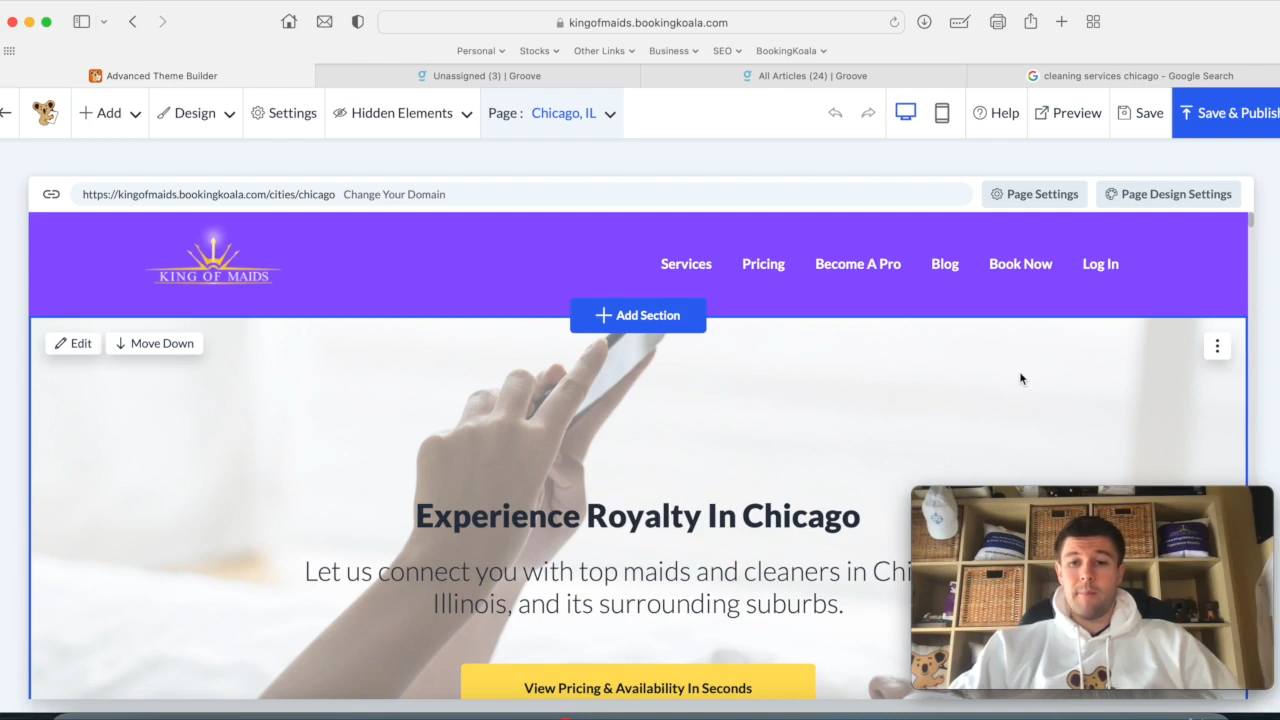 kingofmaids.bookingkoala.com
Personal Stocks Other Links Business SEO BookingKoala
Advanced Theme Builder Unassigned (3) | Groove All Articles (24) | Groove cleaning services chicago - Google Search
Add Design Settings Hidden Elements Page : Chicago, IL Help Preview Save Save & Publis
https://kingofmaids.bookingkoala.com/cities/chicago Change Your Domain Page Settings Page Design Settings
KING OF MAIDS
Services Pricing Become A Pro Blog Book Now Log In
Add Section
Edit Move Down
Experience Royalty In Chicago
Let us connect you with top maids and cleaners in Chi
Illinois, and its surrounding suburbs.
View Pricing & Availability In Seconds